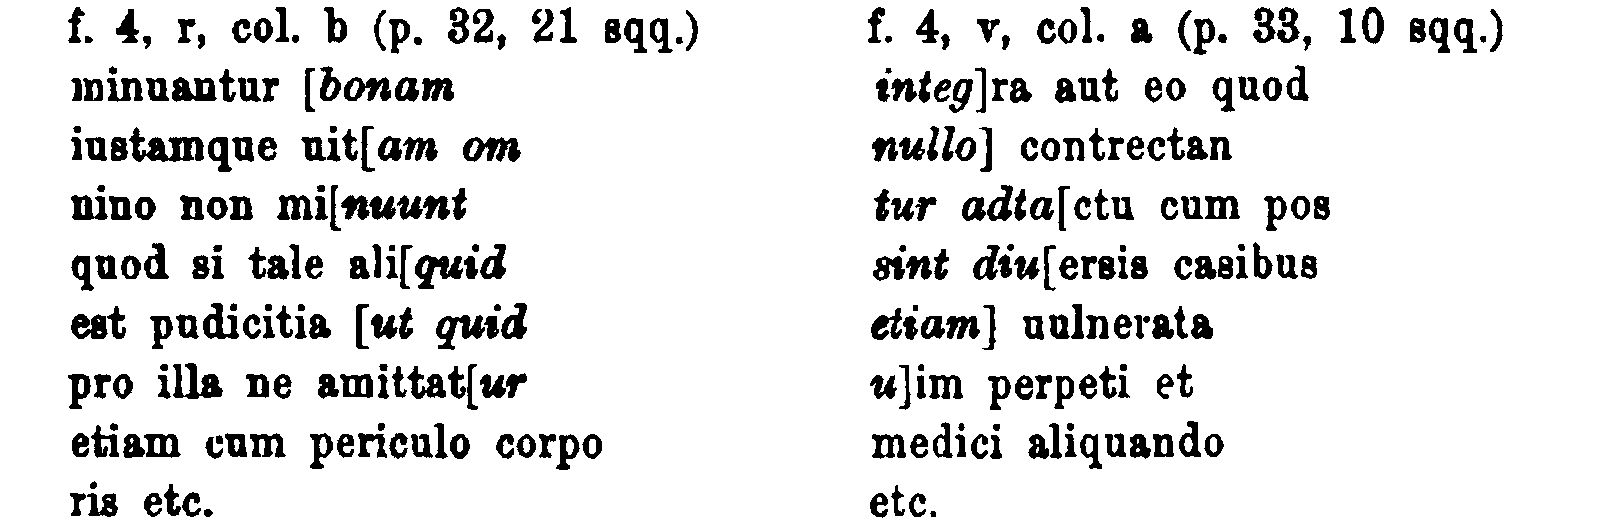 f. 4, r, col. b (p. 32, 21 sqq.)
minuantur [bonam
iustamque uit[am om
nino non mi[nuunt
quod si tale ali[quid
est pudicitia [ut quid
pro illa ne amittat[ur
etiam cum periculo corpo
ris etc.
f. 4, v, col. a (p. 33, 10 sqq.)
integ]ra aut eo quod
nullo] contrectan
tur adta[ctu cum pos
sint diu[ersis casibus
etiam] uulnerata
u]im perpeti et
medici aliquando
etc.